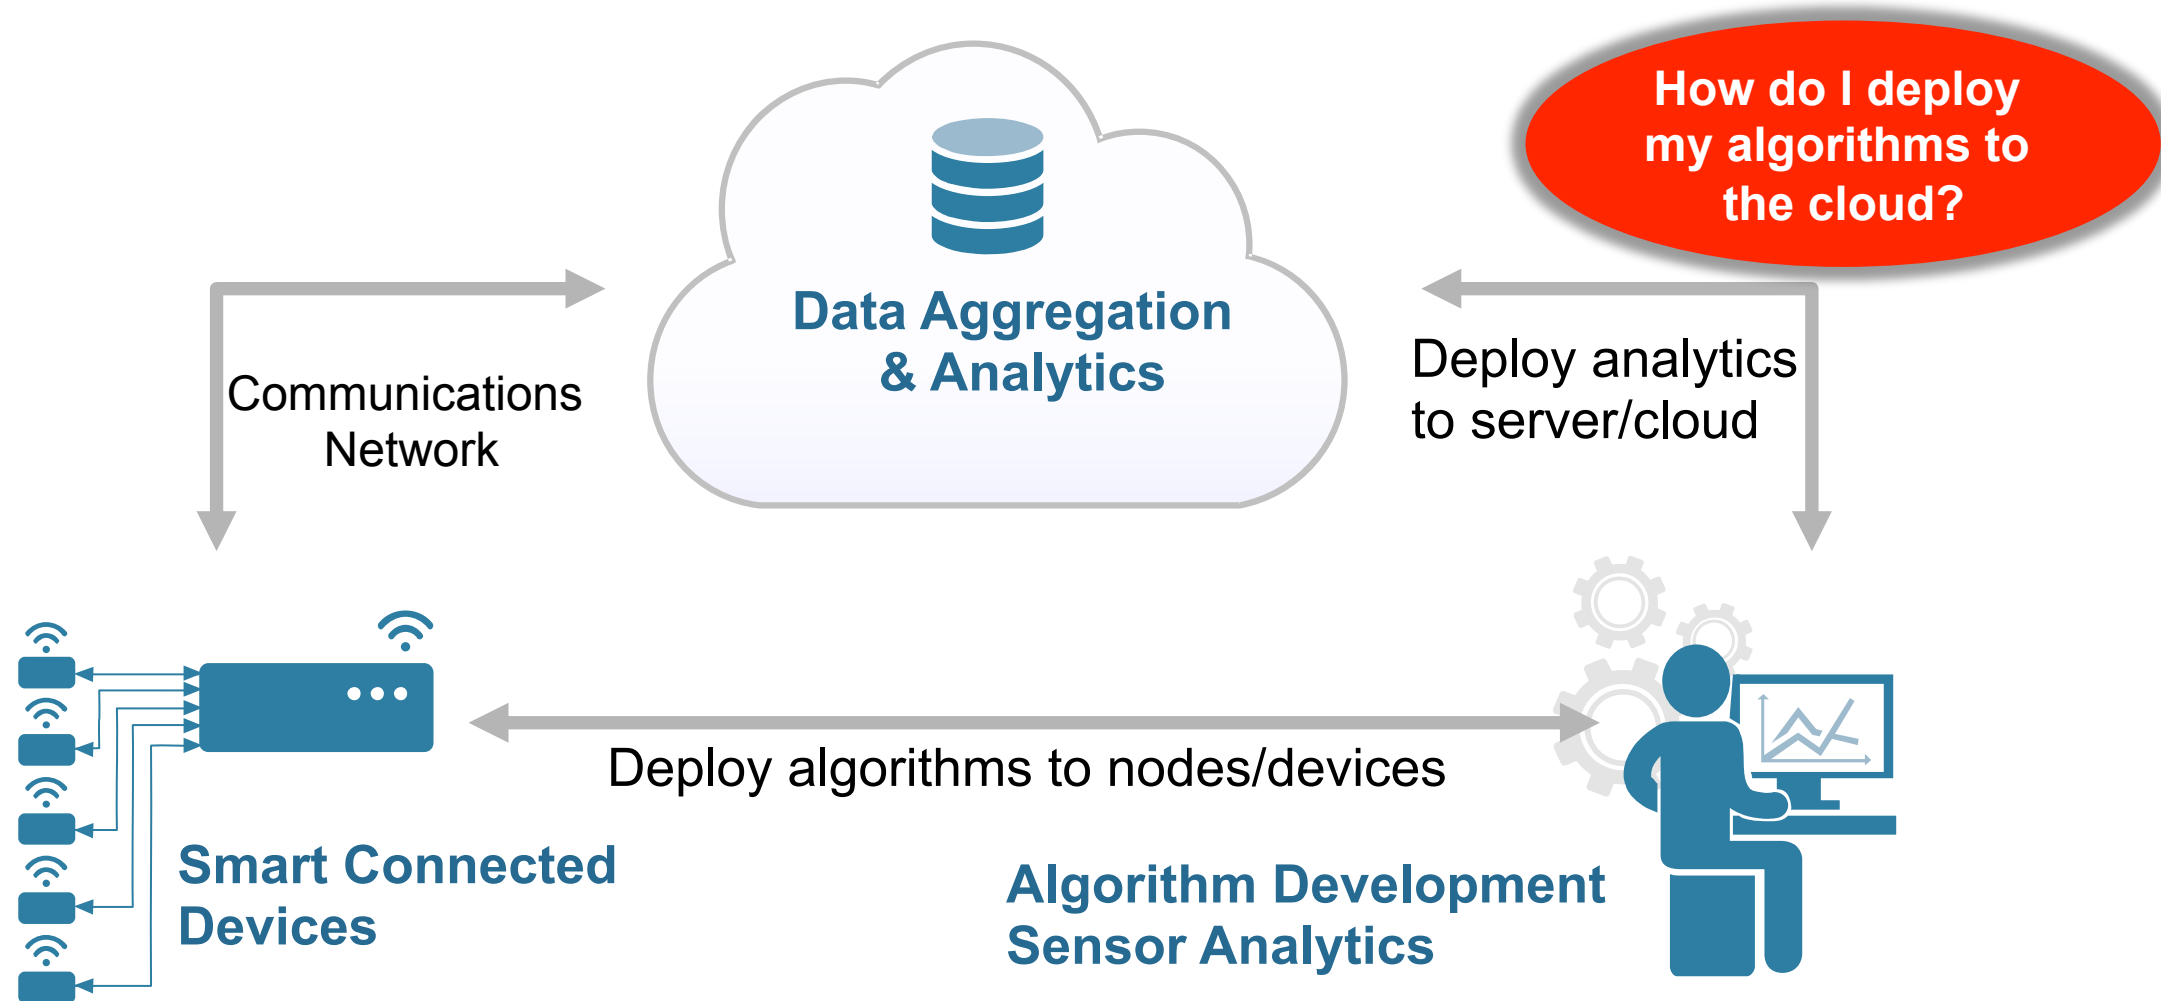 How do I deploy
my algorithms to
the cloud?
Data Aggregation
& Analytics
Communications
Network
Deploy analytics
to server/cloud
Deploy algorithms to nodes/devices
Smart Connected
Devices
Algorithm Development
Sensor Analytics